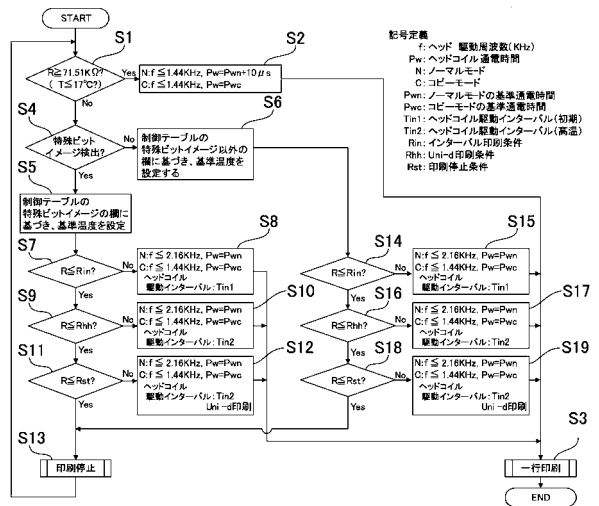 START
S1
R≧71.51KΩ?
( T≦17℃?)
Yes
No
S2
N:f≦1.44KHz, Pw=Pwn+10μs
C:f≦1.44KHz, Pw=Pwc
記号定義
f: ヘッド 駆動周波数(KHz)
Pw: ヘッドコイル通電時間
N: ノーマルモード
C: コピーモード
Pwn: ノーマルモードの基準通電時間
Pwc: コピーモードの基準通電時間
Tin1: ヘッドコイル駆動インターバル(初期)
Tin2: ヘッドコイル駆動インターバル(高温)
Rin: インターバル印刷条件
Rhh: Uni-d印刷条件
Rst: 印刷停止条件
S4
特殊ビット
イメージ検出?
No
Yes
S6
制御テーブルの
特殊ビットイメージ以外の
欄に基づき、基準温度を
設定する
S5
制御テーブルの
特殊ビットイメージの欄に
基づき、基準温度を設定
S7
R≦Rin?
No
Yes
S8
N:f≦2.16KHz, Pw=Pwn
C:f≦1.44KHz, Pw=Pwc
ヘッドコイル
駆動インターバル:Tin1
S14
R≦Rin?
No
Yes
S15
N:f≦2.16KHz, Pw=Pwn
C:f≦1.44KHz, Pw=Pwc
ヘッドコイル
駆動インターバル:Tin1
S9
R≦Rhh?
No
Yes
S10
N:f≦2.16KHz, Pw=Pwn
C:f≦1.44KHz, Pw=Pwc
ヘッドコイル
駆動インターバル:Tin2
S16
R≦Rhh?
No
Yes
S17
N:f≦2.16KHz, Pw=Pwn
C:f≦1.44KHz, Pw=Pwc
ヘッドコイル
駆動インターバル:Tin2
S11
R≦Rst?
No
Yes
S12
N:f≦2.16KHz, Pw=Pwn
C:f≦1.44KHz, Pw=Pwc
ヘッドコイル
駆動インターバル:Tin2
Uni-d印刷
S18
R≦Rst?
No
Yes
S19
N:f≦2.16KHz, Pw=Pwn
C:f≦1.44KHz, Pw=Pwc
ヘッドコイル
駆動インターバル:Tin2
Uni-d印刷
S13
印刷停止
S3
一行印刷
END